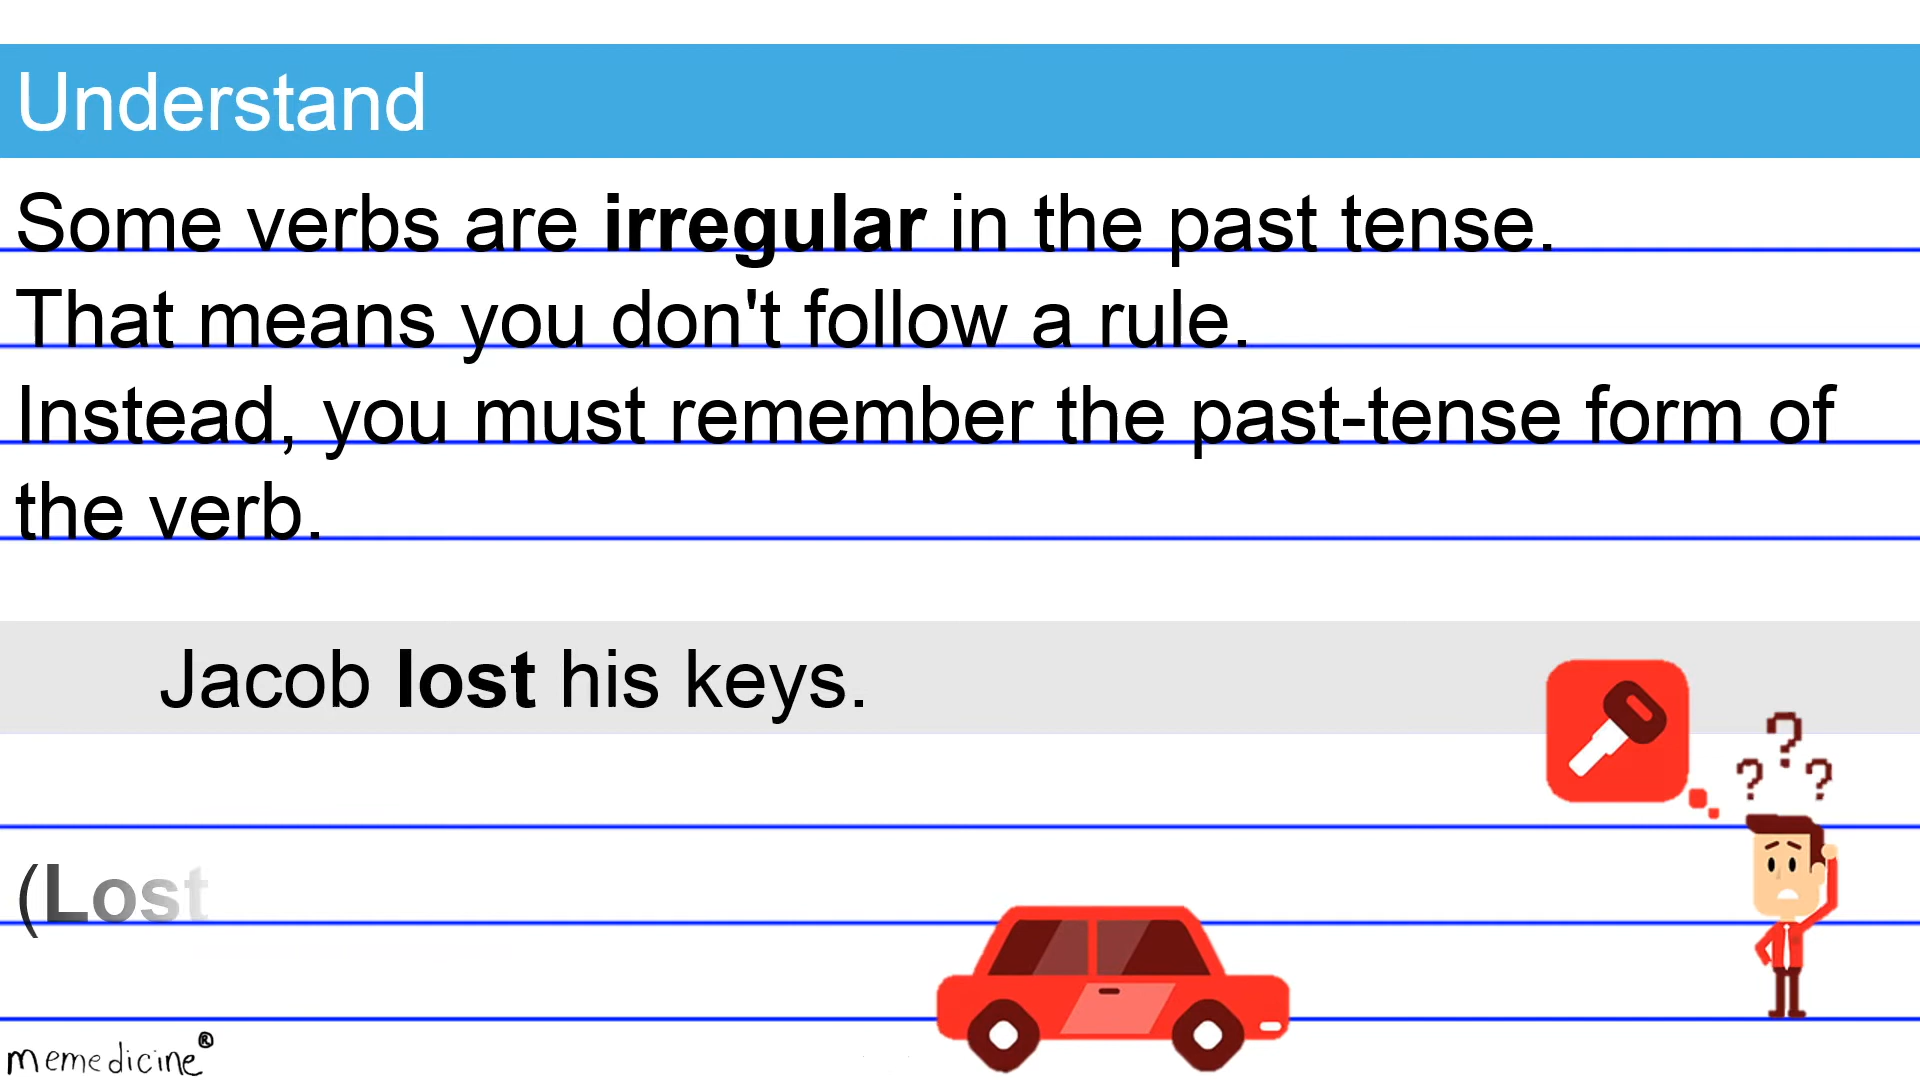 Understand
Some verbs are irregular in the past tense.
That means you don't follow a rule.
Instead, you must remember the past-tense form of
the verb.
Jacob lost his keys.
? ? ?
(Lost
memedicine®